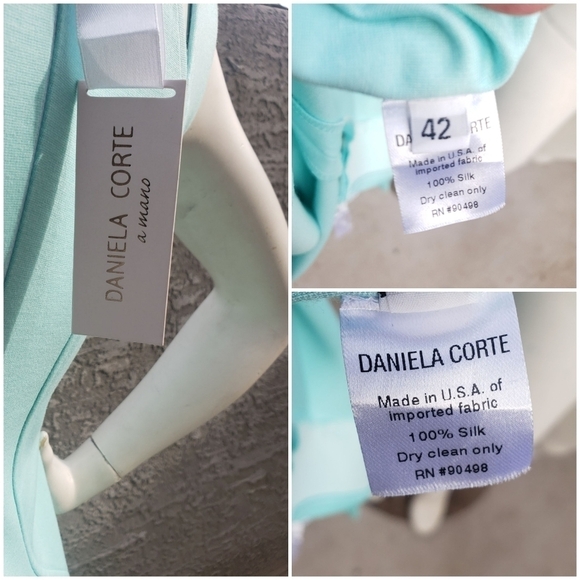 DANIELA CORTE
a mano
42
DA RTE
Made in U.S.A. of
imported fabric
100% Silk
Dry clean only
RN #90498
DANIELA CORTE
Made in U.S.A. of
imported fabric
100% Silk
Dry clean only
RN #90498